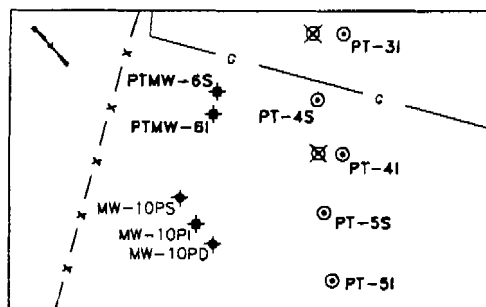 PT-3I
G
PTMW-6S
G
PT-4S
PTMW-6I
PT-4I
MW-10PS
PT-5S
MW-10PI
MW-10PD
PT-5I